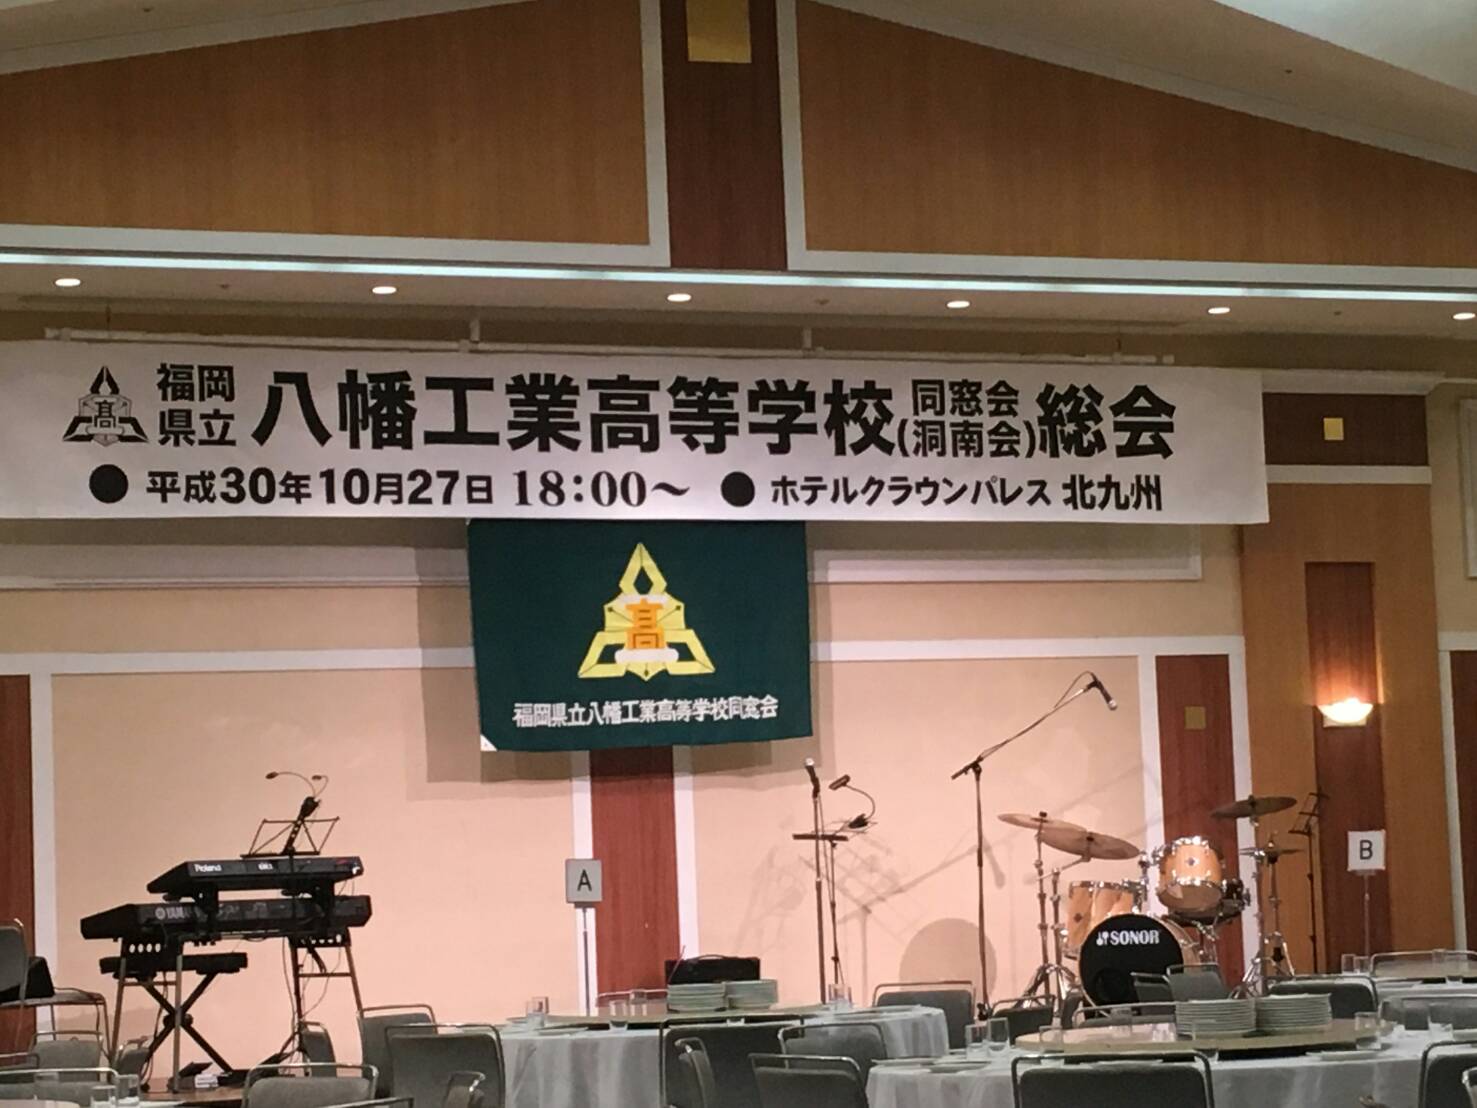 高
福岡県立 八幡工業高等学校 同窓会(洞南会) 総会
● 平成30年10月27日 18:00〜 ● ホテルクラウンパレス 北九州
高
福岡県立八幡工業高等学校同窓会
Roland
YAMA
A
B
SONOR